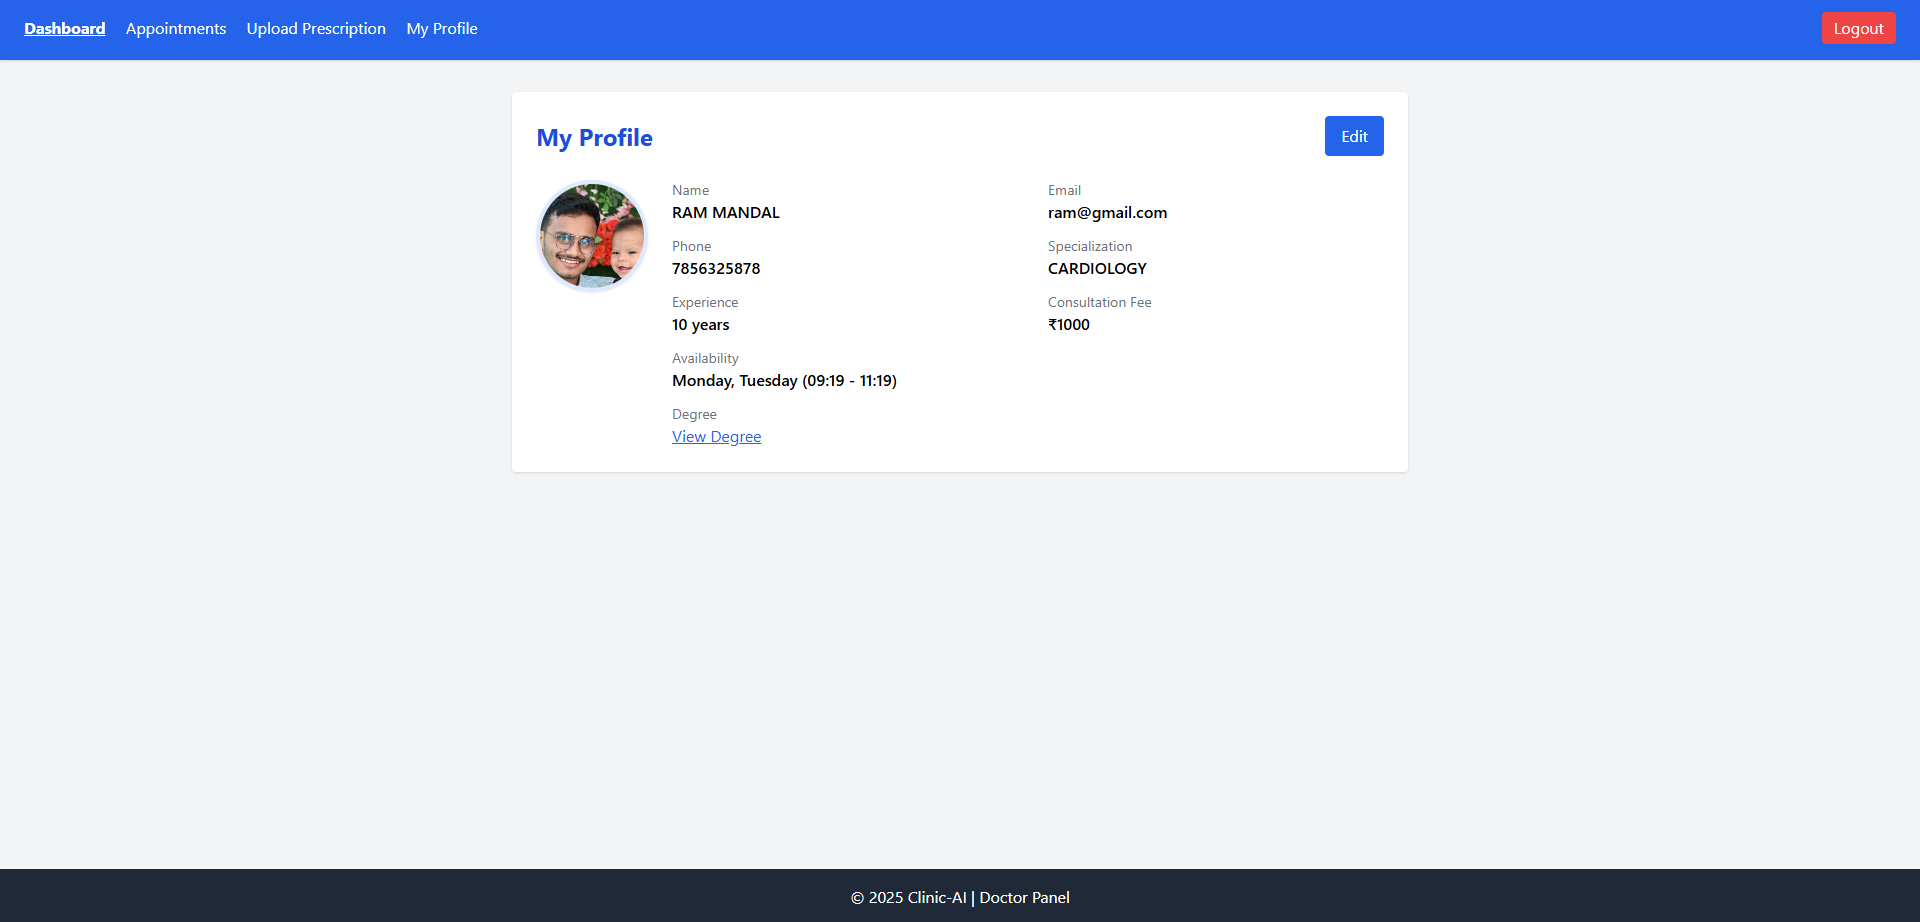 Dashboard Appointments Upload Prescription My Profile Logout
My Profile Edit
Name
RAM MANDAL
Email
ram@gmail.com
Phone
7856325878
Specialization
CARDIOLOGY
Experience
10 years
Consultation Fee
₹1000
Availability
Monday, Tuesday (09:19 - 11:19)
Degree
View Degree
© 2025 Clinic-AI | Doctor Panel